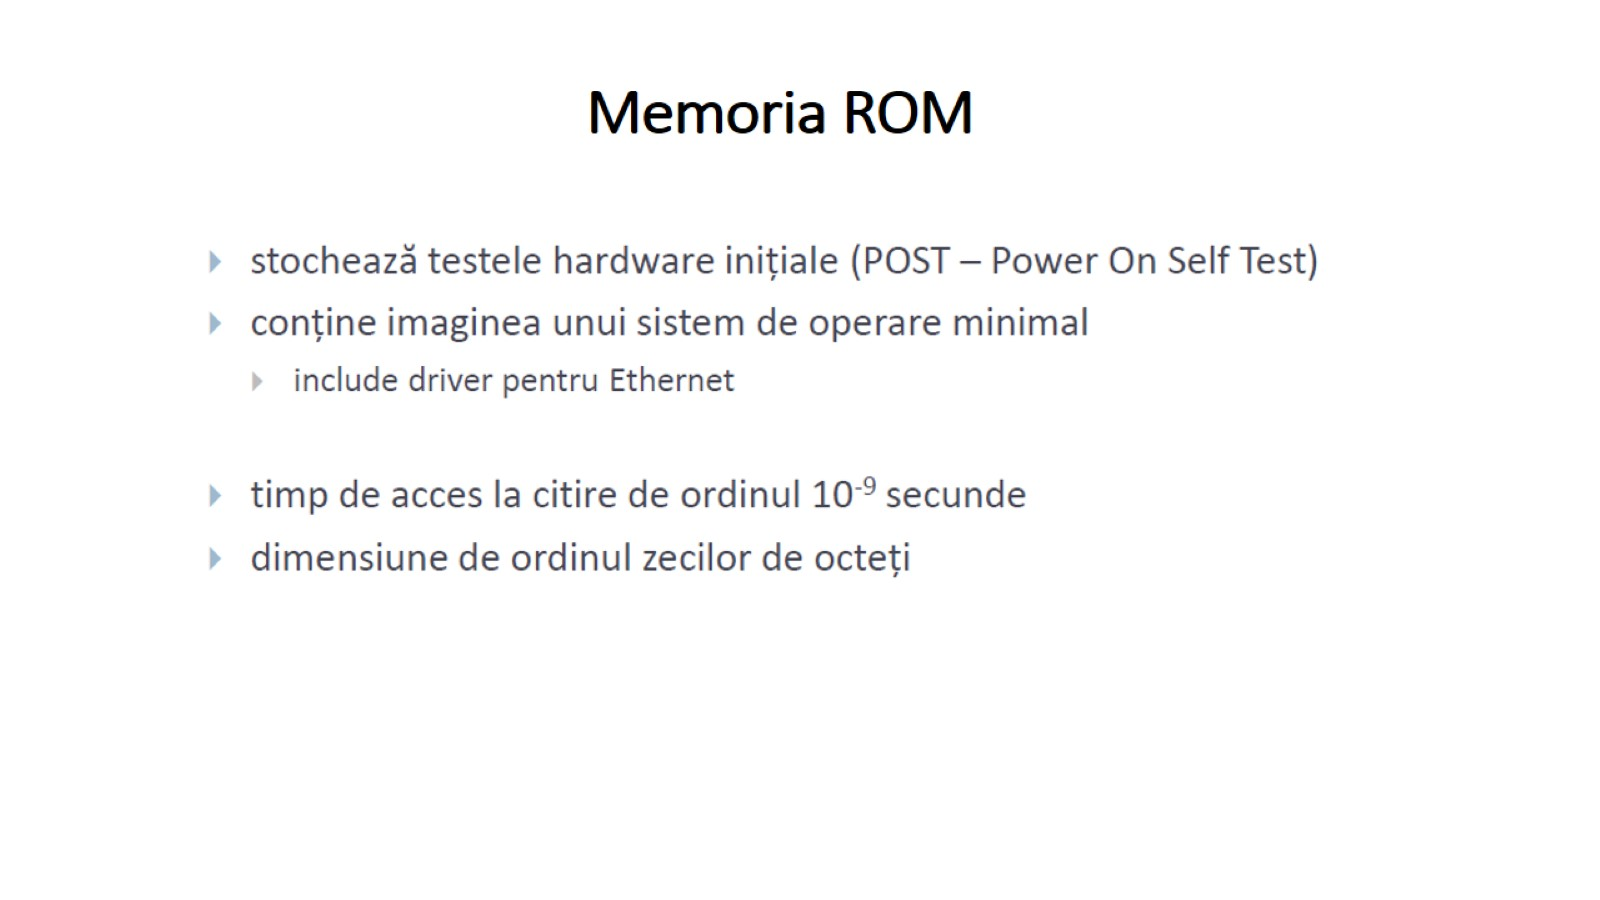 Memoria ROM
stochează testele hardware inițiale (POST – Power On Self Test)
conține imaginea unui sistem de operare minimal
include driver pentru Ethernet
timp de acces la citire de ordinul 10⁻⁹ secunde
dimensiune de ordinul zecilor de octeți